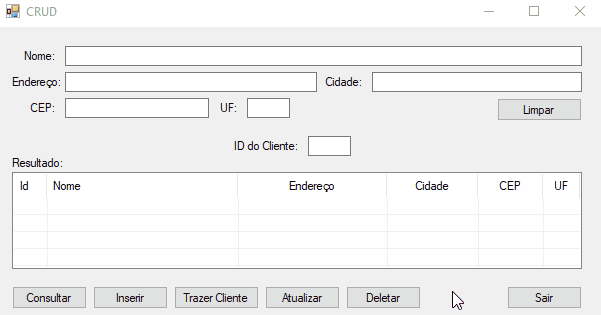 CRUD
Nome:
Endereço: Cidade:
CEP: UF: Limpar
ID do Cliente:
Resultado:
Id Nome Endereço Cidade CEP UF
Consultar Inserir Trazer Cliente Atualizar Deletar Sair